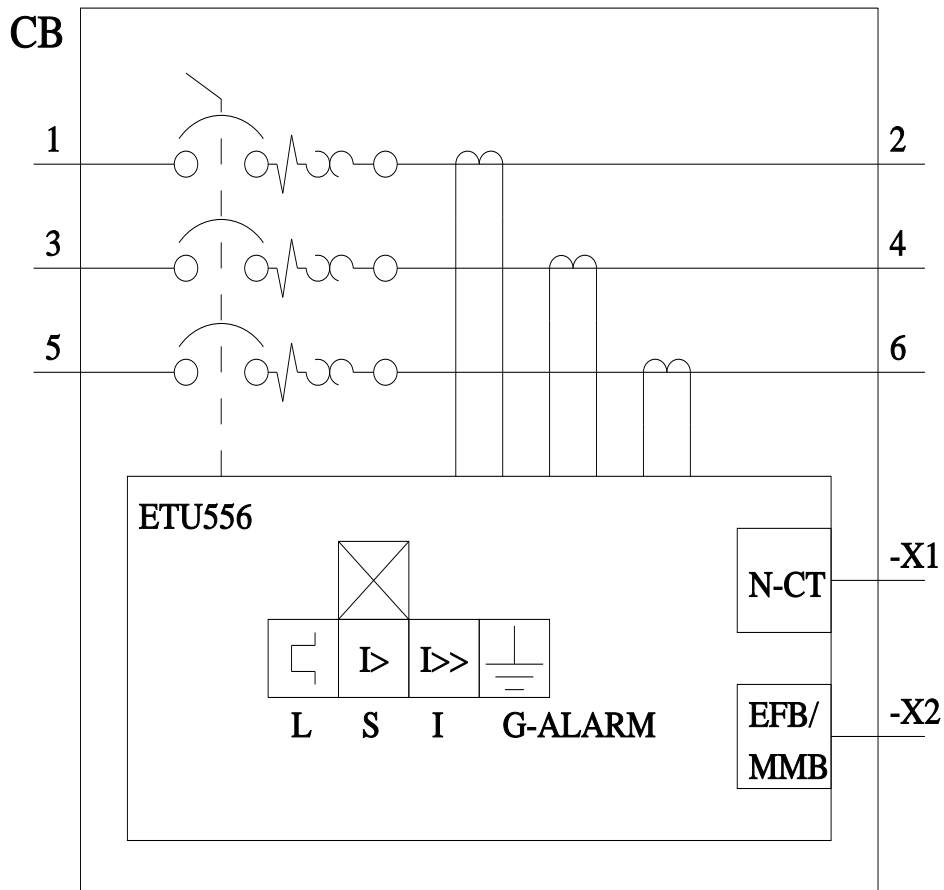 CB
1 2
3 4
5 6
ETU556
N-CT -X1
I> I>>
L S I G-ALARM
EFB/ -X2
MMB